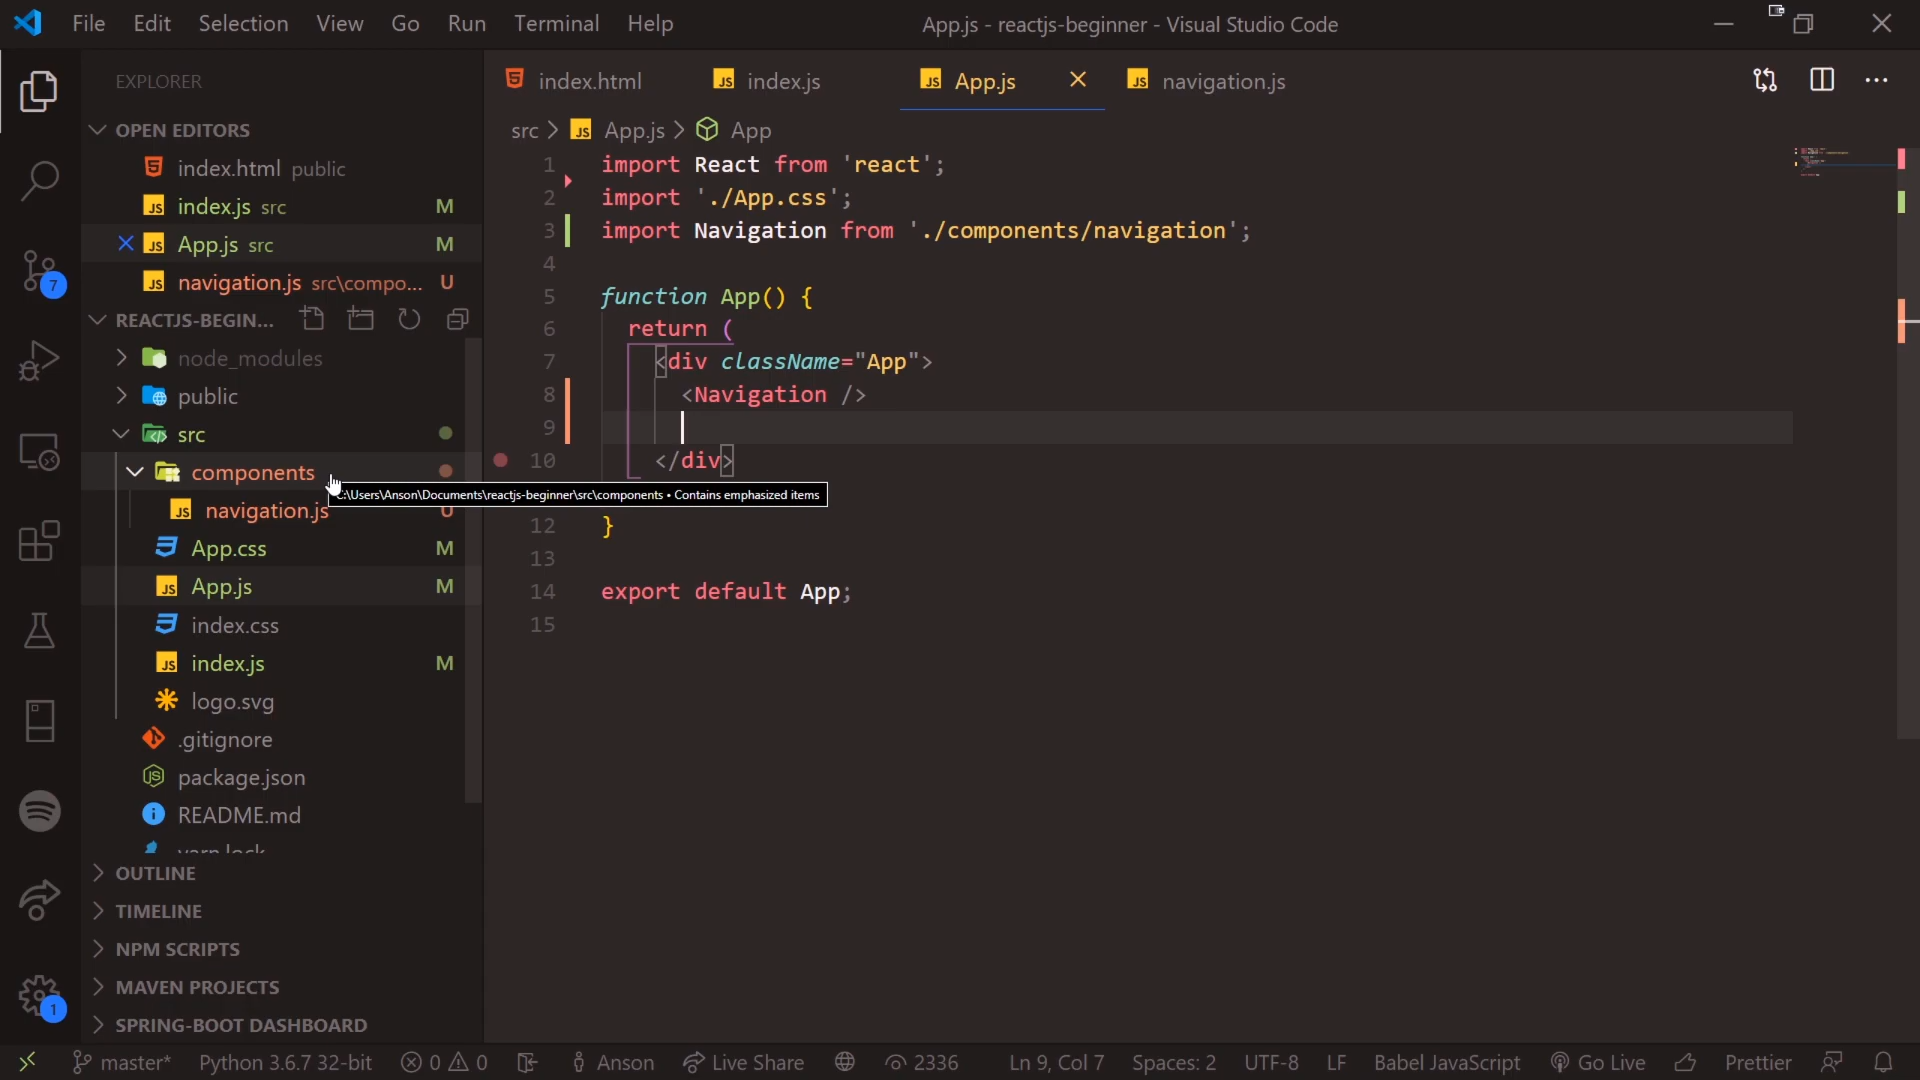 File Edit Selection View Go Run Terminal Help
App.js - reactjs-beginner - Visual Studio Code
EXPLORER
OPEN EDITORS
index.html public
index.js src M
App.js src M
navigation.js src\compo... U
REACTJS-BEGIN...
node_modules
public
src
components
navigation.js U
App.css M
App.js M
index.css
index.js M
logo.svg
.gitignore
package.json
README.md
yarn.lock
OUTLINE
TIMELINE
NPM SCRIPTS
MAVEN PROJECTS
SPRING-BOOT DASHBOARD
7
1
index.html index.js App.js navigation.js
src > App.js > App
1 import React from 'react';
2 import './App.css';
3 import Navigation from './components/navigation';
4
5 function App() {
6 return (
7 <div className="App">
8 <Navigation />
9
10 </div>
:\Users\Anson\Documents\reactjs-beginner\src\components • Contains emphasized items
12 }
13
14 export default App;
15
master* Python 3.6.7 32-bit 0 0 Anson Live Share 2336 Ln 9, Col 7 Spaces: 2 UTF-8 LF Babel JavaScript Go Live Prettier